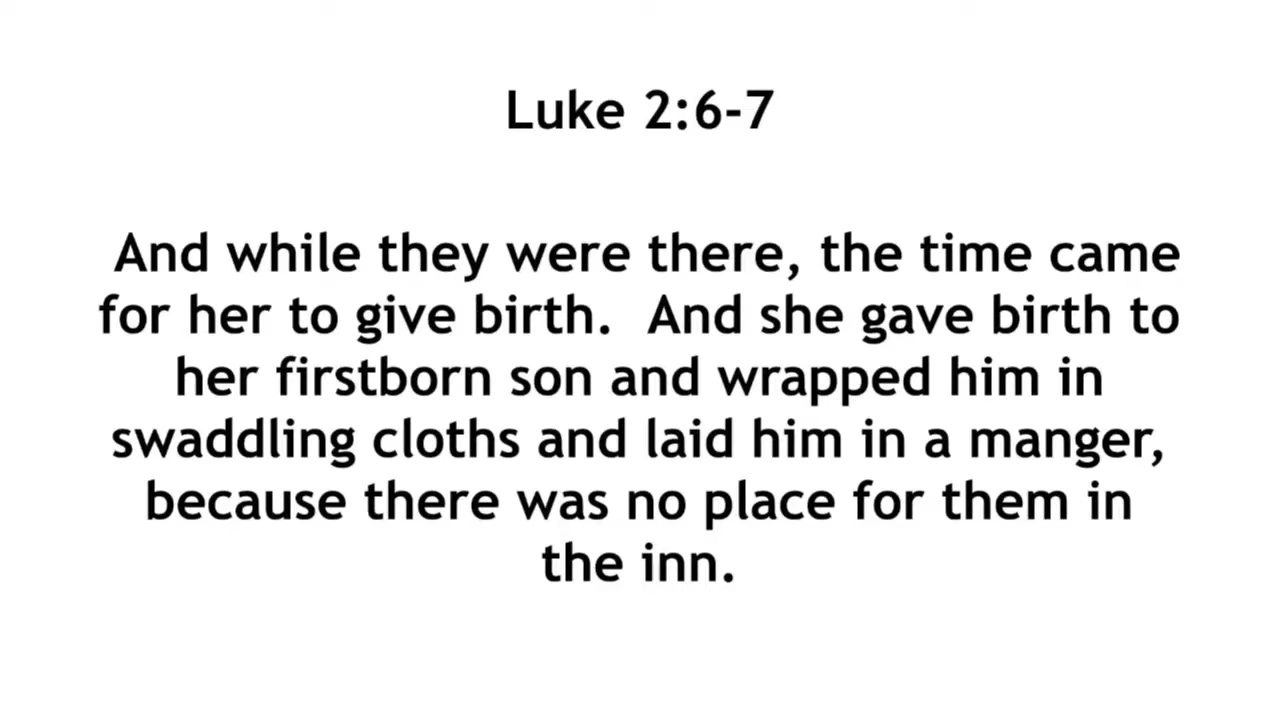 Luke 2:6-7
And while they were there, the time came
for her to give birth.  And she gave birth to
her firstborn son and wrapped him in
swaddling cloths and laid him in a manger,
because there was no place for them in
the inn.